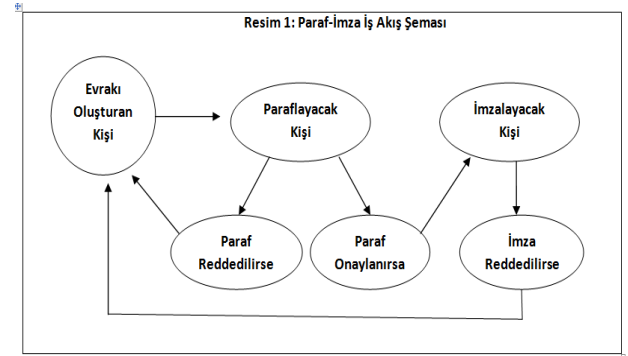 Resim 1: Paraf-İmza İş Akış Şeması
Evrakı
Oluşturan
Kişi
Paraflayacak
Kişi
İmzalayacak
Kişi
Paraf
Reddedilirse
Paraf
Onaylanırsa
İmza
Reddedilirse